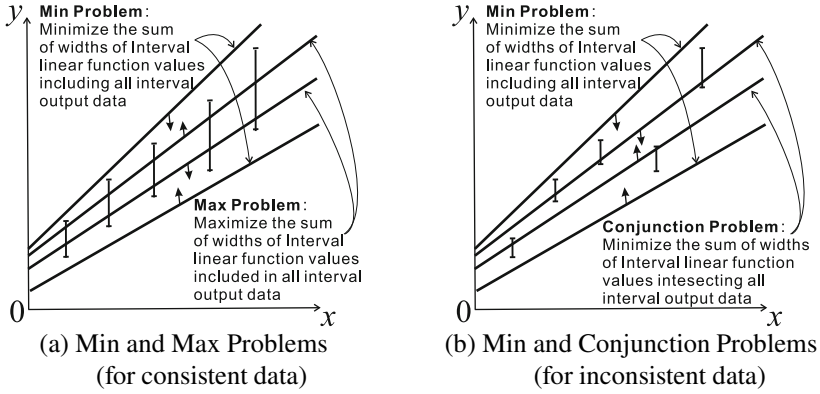 y
Min Problem:
Minimize the sum
of widths of Interval
linear function values
including all interval
output data
Max Problem:
Maximize the sum
of widths of Interval
linear function values
included in all interval
output data
0
x
(a) Min and Max Problems
(for consistent data)
y
Min Problem:
Minimize the sum
of widths of Interval
linear function values
including all interval
output data
Conjunction Problem:
Minimize the sum of widths
of Interval linear function
values intesecting all
interval output data
0
x
(b) Min and Conjunction Problems
(for inconsistent data)